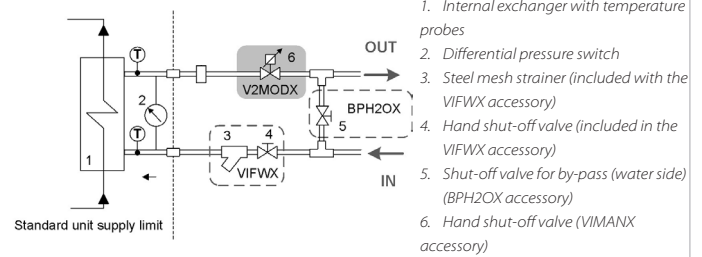 1. Internal exchanger with temperature
probes
2. Differential pressure switch
3. Steel mesh strainer (included with the
VIFWX accessory)
4. Hand shut-off valve (included in the
VIFWX accessory)
5. Shut-off valve for by-pass (water side)
(BPH2OX accessory)
6. Hand shut-off valve (VIMANX
accessory)
T
6
OUT
V2MODX
2
BPH2OX
5
T
3
4
1
VIFWX
IN
Standard unit supply limit